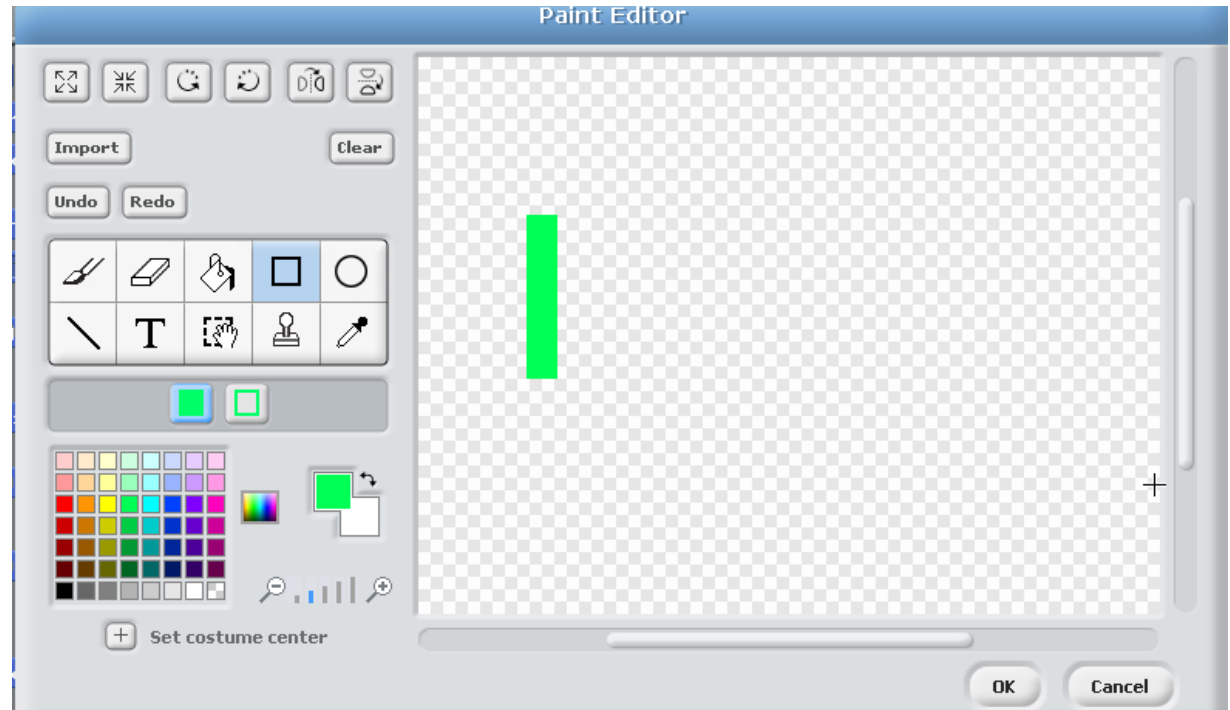 Paint Editor
Import
Clear
Undo
Redo
T
Set costume center
OK
Cancel